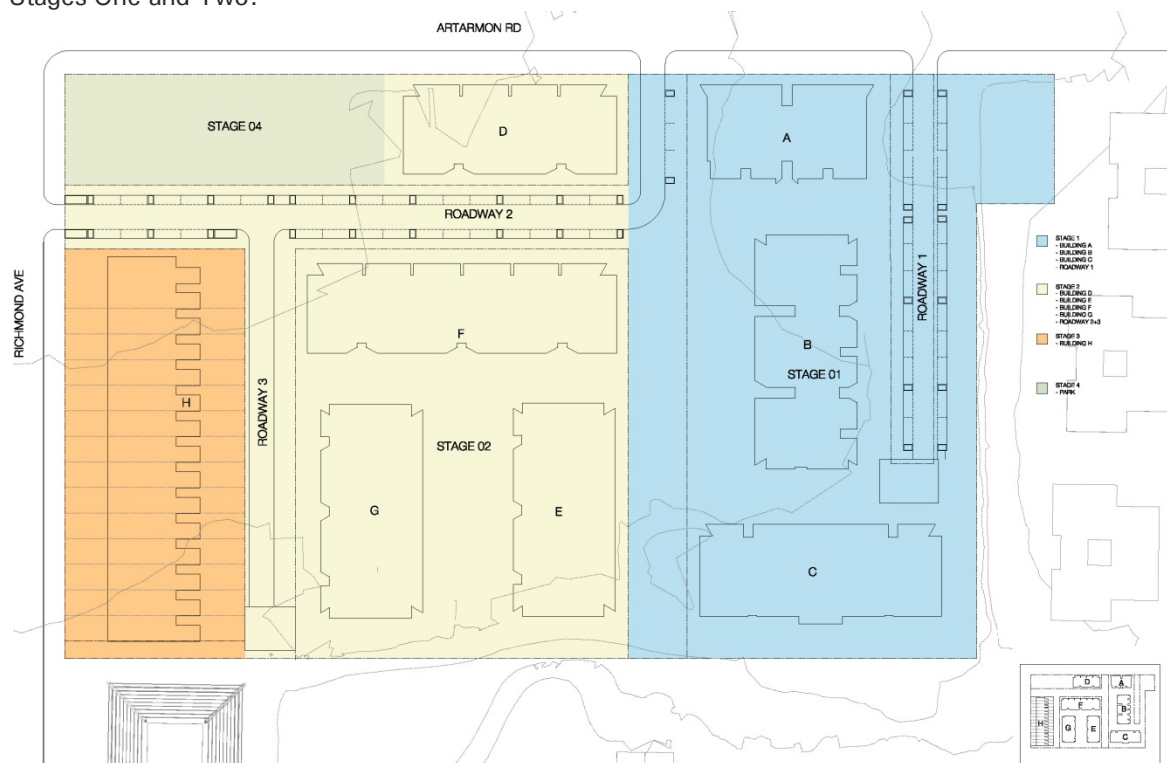 Stages One and Two.
ARTARMON RD
STAGE 04
D
A
ROADWAY 2
RICHMOND AVE
F
H
ROADWAY 3
STAGE 02
G
E
B
STAGE 01
ROADWAY 1
C
STAGE 1
- BUILDING A
- BUILDING B
- BUILDING C
- ROADWAY 1
STAGE 2
- BUILDING D
- BUILDING E
- BUILDING F
- BUILDING G
- ROADWAY 2+3
STAGE 3
- BUILDING H
STAGE 4
- PARK
D
A
F
B
H
G
E
C